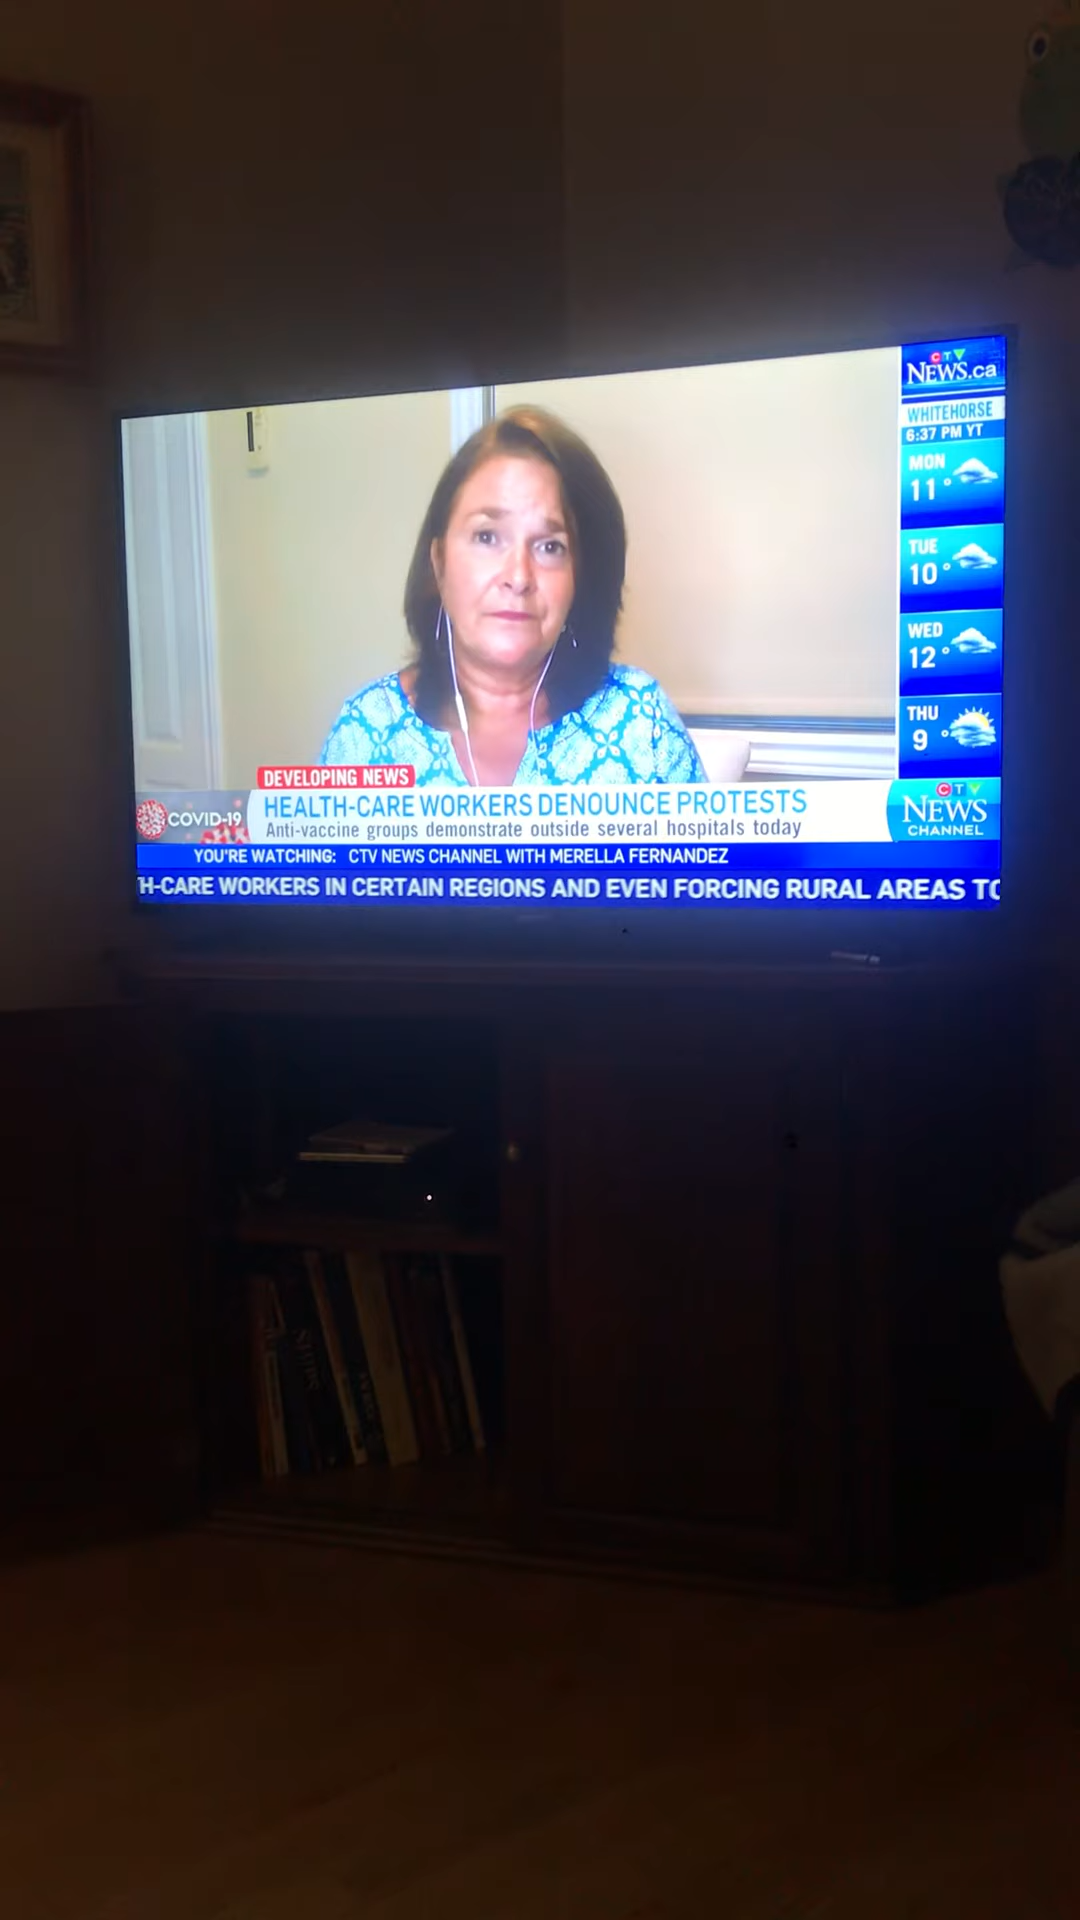 CTV
NEWS.ca
WHITEHORSE
6:37 PM YT
MON
11°
TUE
10°
WED
12°
THU
9°
DEVELOPING NEWS
HEALTH-CARE WORKERS DENOUNCE PROTESTS
Anti-vaccine groups demonstrate outside several hospitals today
COVID-19
CTV
NEWS
CHANNEL
YOU'RE WATCHING: CTV NEWS CHANNEL WITH MERELLA FERNANDEZ
TH-CARE WORKERS IN CERTAIN REGIONS AND EVEN FORCING RURAL AREAS TO
SHIPS